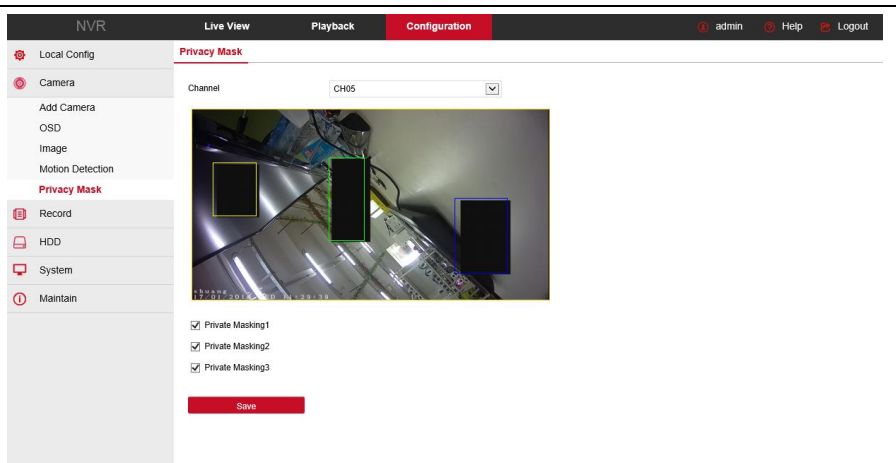 NVR Live View Playback Configuration admin Help Logout
Local Config
Camera
Add Camera
OSD
Image
Motion Detection
Privacy Mask
Record
HDD
System
Maintain
Privacy Mask
Channel CH05
shuang
Private Masking1
Private Masking2
Private Masking3
Save